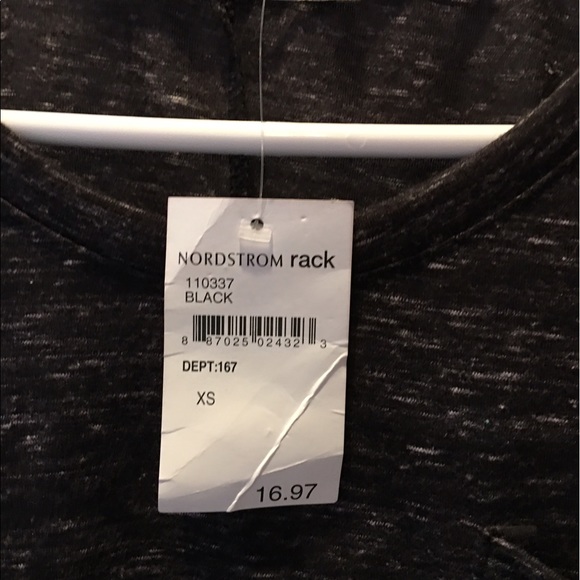 NORDSTROM rack
110337
BLACK
8 87025 02432 3
DEPT:167
XS
16.97